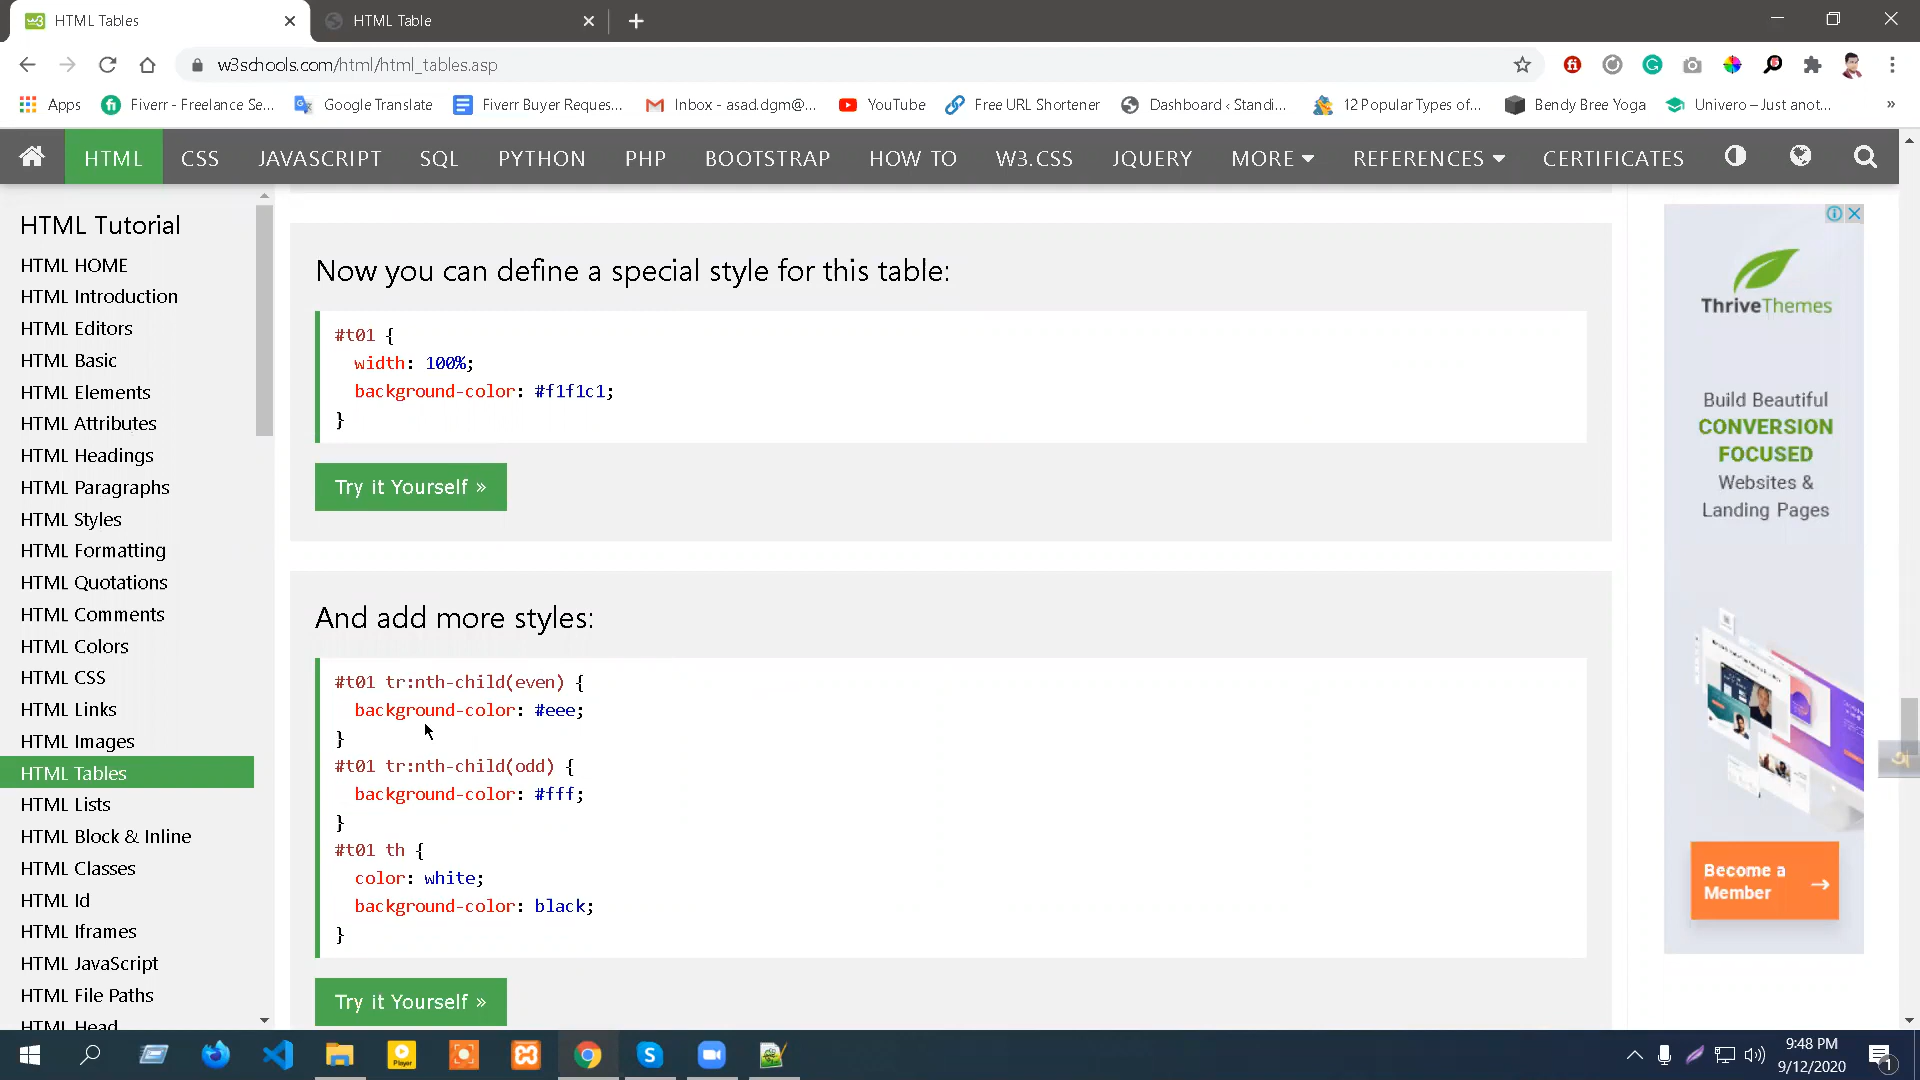 HTML Tables
HTML Table
w3schools.com/html/html_tables.asp
Apps
Fiverr - Freelance Se...
Google Translate
Fiverr Buyer Reques...
Inbox - asad.dgm@...
YouTube
Free URL Shortener
Dashboard ‹ Standi...
12 Popular Types of...
Bendy Bree Yoga
Univero – Just anot...
»
HTML
CSS
JAVASCRIPT
SQL
PYTHON
PHP
BOOTSTRAP
HOW TO
W3.CSS
JQUERY
MORE
REFERENCES
CERTIFICATES
HTML Tutorial
HTML HOME
HTML Introduction
HTML Editors
HTML Basic
HTML Elements
HTML Attributes
HTML Headings
HTML Paragraphs
HTML Styles
HTML Formatting
HTML Quotations
HTML Comments
HTML Colors
HTML CSS
HTML Links
HTML Images
HTML Tables
HTML Lists
HTML Block & Inline
HTML Classes
HTML Id
HTML Iframes
HTML JavaScript
HTML File Paths
HTML Head
Now you can define a special style for this table:
#t01 {
width: 100%;
background-color: #f1f1c1;
}
Try it Yourself »
And add more styles:
#t01 tr:nth-child(even) {
background-color: #eee;
}
#t01 tr:nth-child(odd) {
background-color: #fff;
}
#t01 th {
color: white;
background-color: black;
}
Try it Yourself »
ThriveThemes
Build Beautiful
CONVERSION
FOCUSED
Websites &
Landing Pages
Become a
Member
9:48 PM
9/12/2020
1